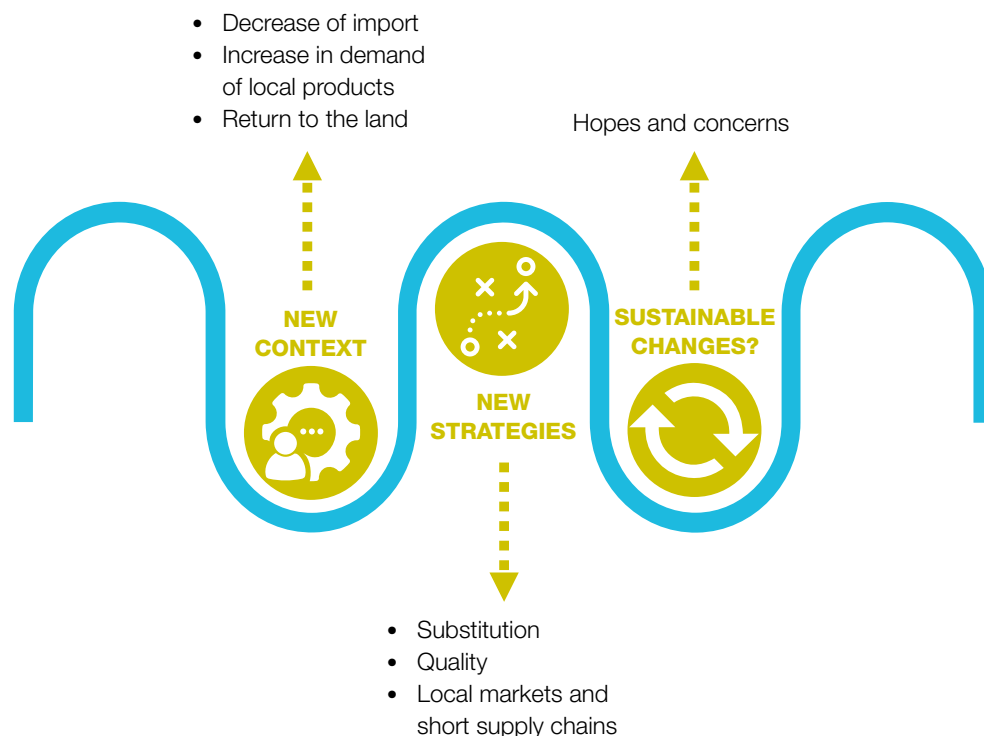 • Decrease of import
• Increase in demand
of local products
• Return to the land
NEW
CONTEXT
NEW
STRATEGIES
• Substitution
• Quality
• Local markets and
short supply chains
Hopes and concerns
SUSTAINABLE
CHANGES?